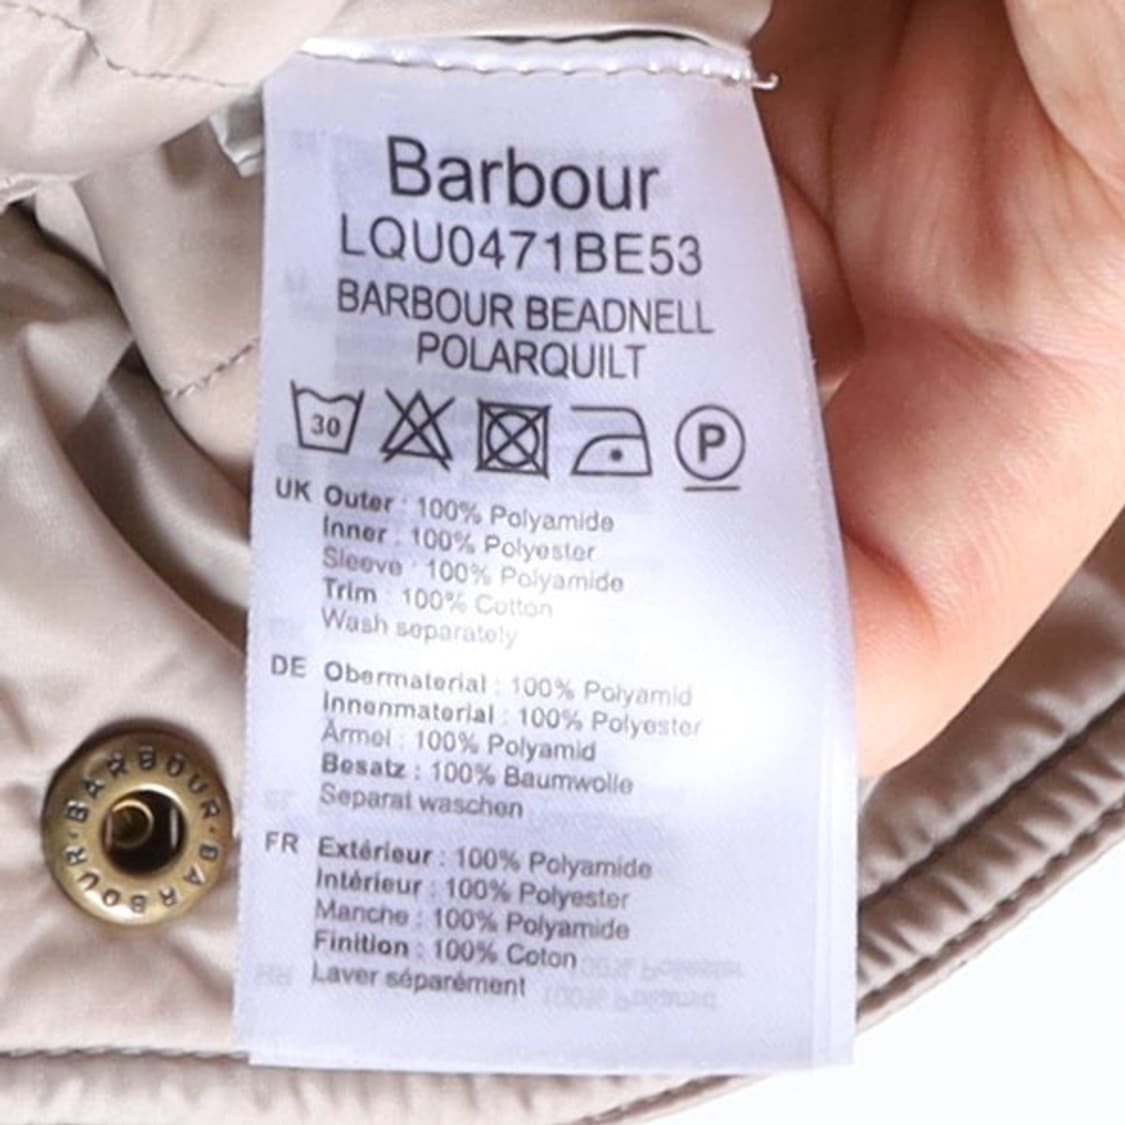 Barbour
LQU0471BE53
BARBOUR BEADNELL
POLARQUILT
30
P
UK Outer : 100% Polyamide
Inner : 100% Polyester
Sleeve : 100% Polyamide
Trim : 100% Cotton
Wash separately
DE Obermaterial : 100% Polyamid
Innenmaterial : 100% Polyester
Ärmel : 100% Polyamid
Besatz : 100% Baumwolle
Separat waschen
FR Extérieur : 100% Polyamide
Intérieur : 100% Polyester
Manche : 100% Polyamide
Finition : 100% Coton
Laver séparément
BARBOUR · BARBOUR ·